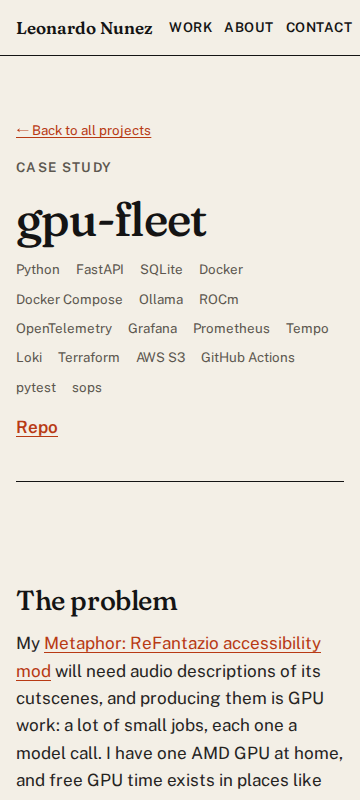 Leonardo Nunez WORK ABOUT CONTACT
← Back to all projects
CASE STUDY
gpu-fleet
Python FastAPI SQLite Docker
Docker Compose Ollama ROCm
OpenTelemetry Grafana Prometheus Tempo
Loki Terraform AWS S3 GitHub Actions
pytest sops
Repo
The problem
My Metaphor: ReFantazio accessibility
mod will need audio descriptions of its
cutscenes, and producing them is GPU
work: a lot of small jobs, each one a
model call. I have one AMD GPU at home,
and free GPU time exists in places like